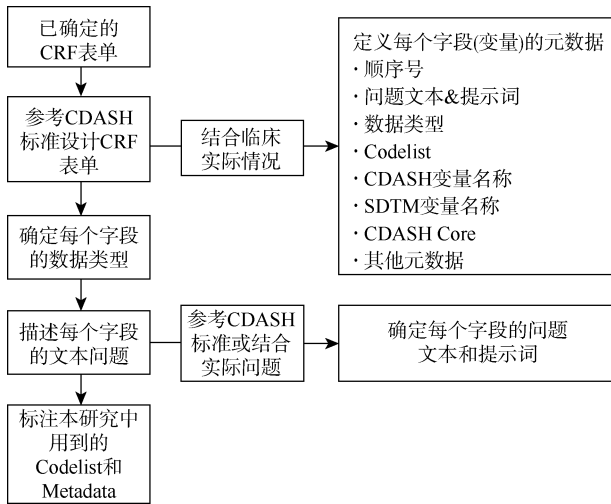 已确定的
CRF表单
参考CDASH
标准设计CRF
表单
结合临床
实际情况
定义每个字段(变量)的元数据
·顺序号
·问题文本&提示词
·数据类型
·Codelist
·CDASH变量名称
·SDTM变量名称
·CDASH Core
·其他元数据
确定每个字段
的数据类型
描述每个字段
的文本问题
参考CDASH
标准或结合
实际问题
确定每个字段的问题
文本和提示词
标注本研究中
用到的
Codelist和
Metadata